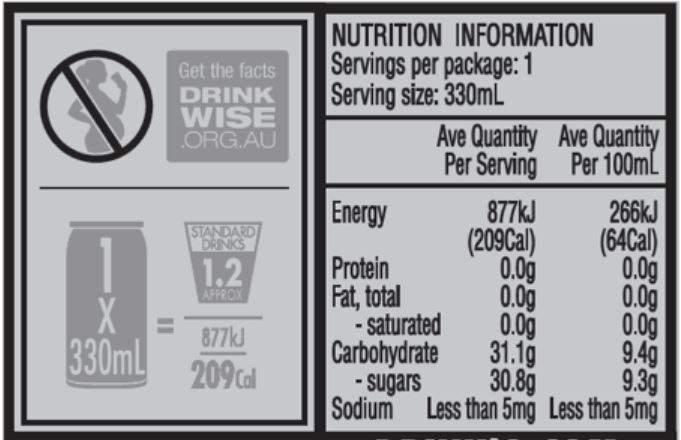 Get the facts
DRINK
WISE
.ORG.AU
1
X
330mL
=
STANDARD
DRINKS
1.2
APPROX
877kJ
209Cal
NUTRITION INFORMATION
Servings per package: 1
Serving size: 330mL
Ave Quantity Ave Quantity
Per Serving Per 100mL
Energy 877kJ 266kJ
(209Cal) (64Cal)
Protein 0.0g 0.0g
Fat, total 0.0g 0.0g
- saturated 0.0g 0.0g
Carbohydrate 31.1g 9.4g
- sugars 30.8g 9.3g
Sodium Less than 5mg Less than 5mg